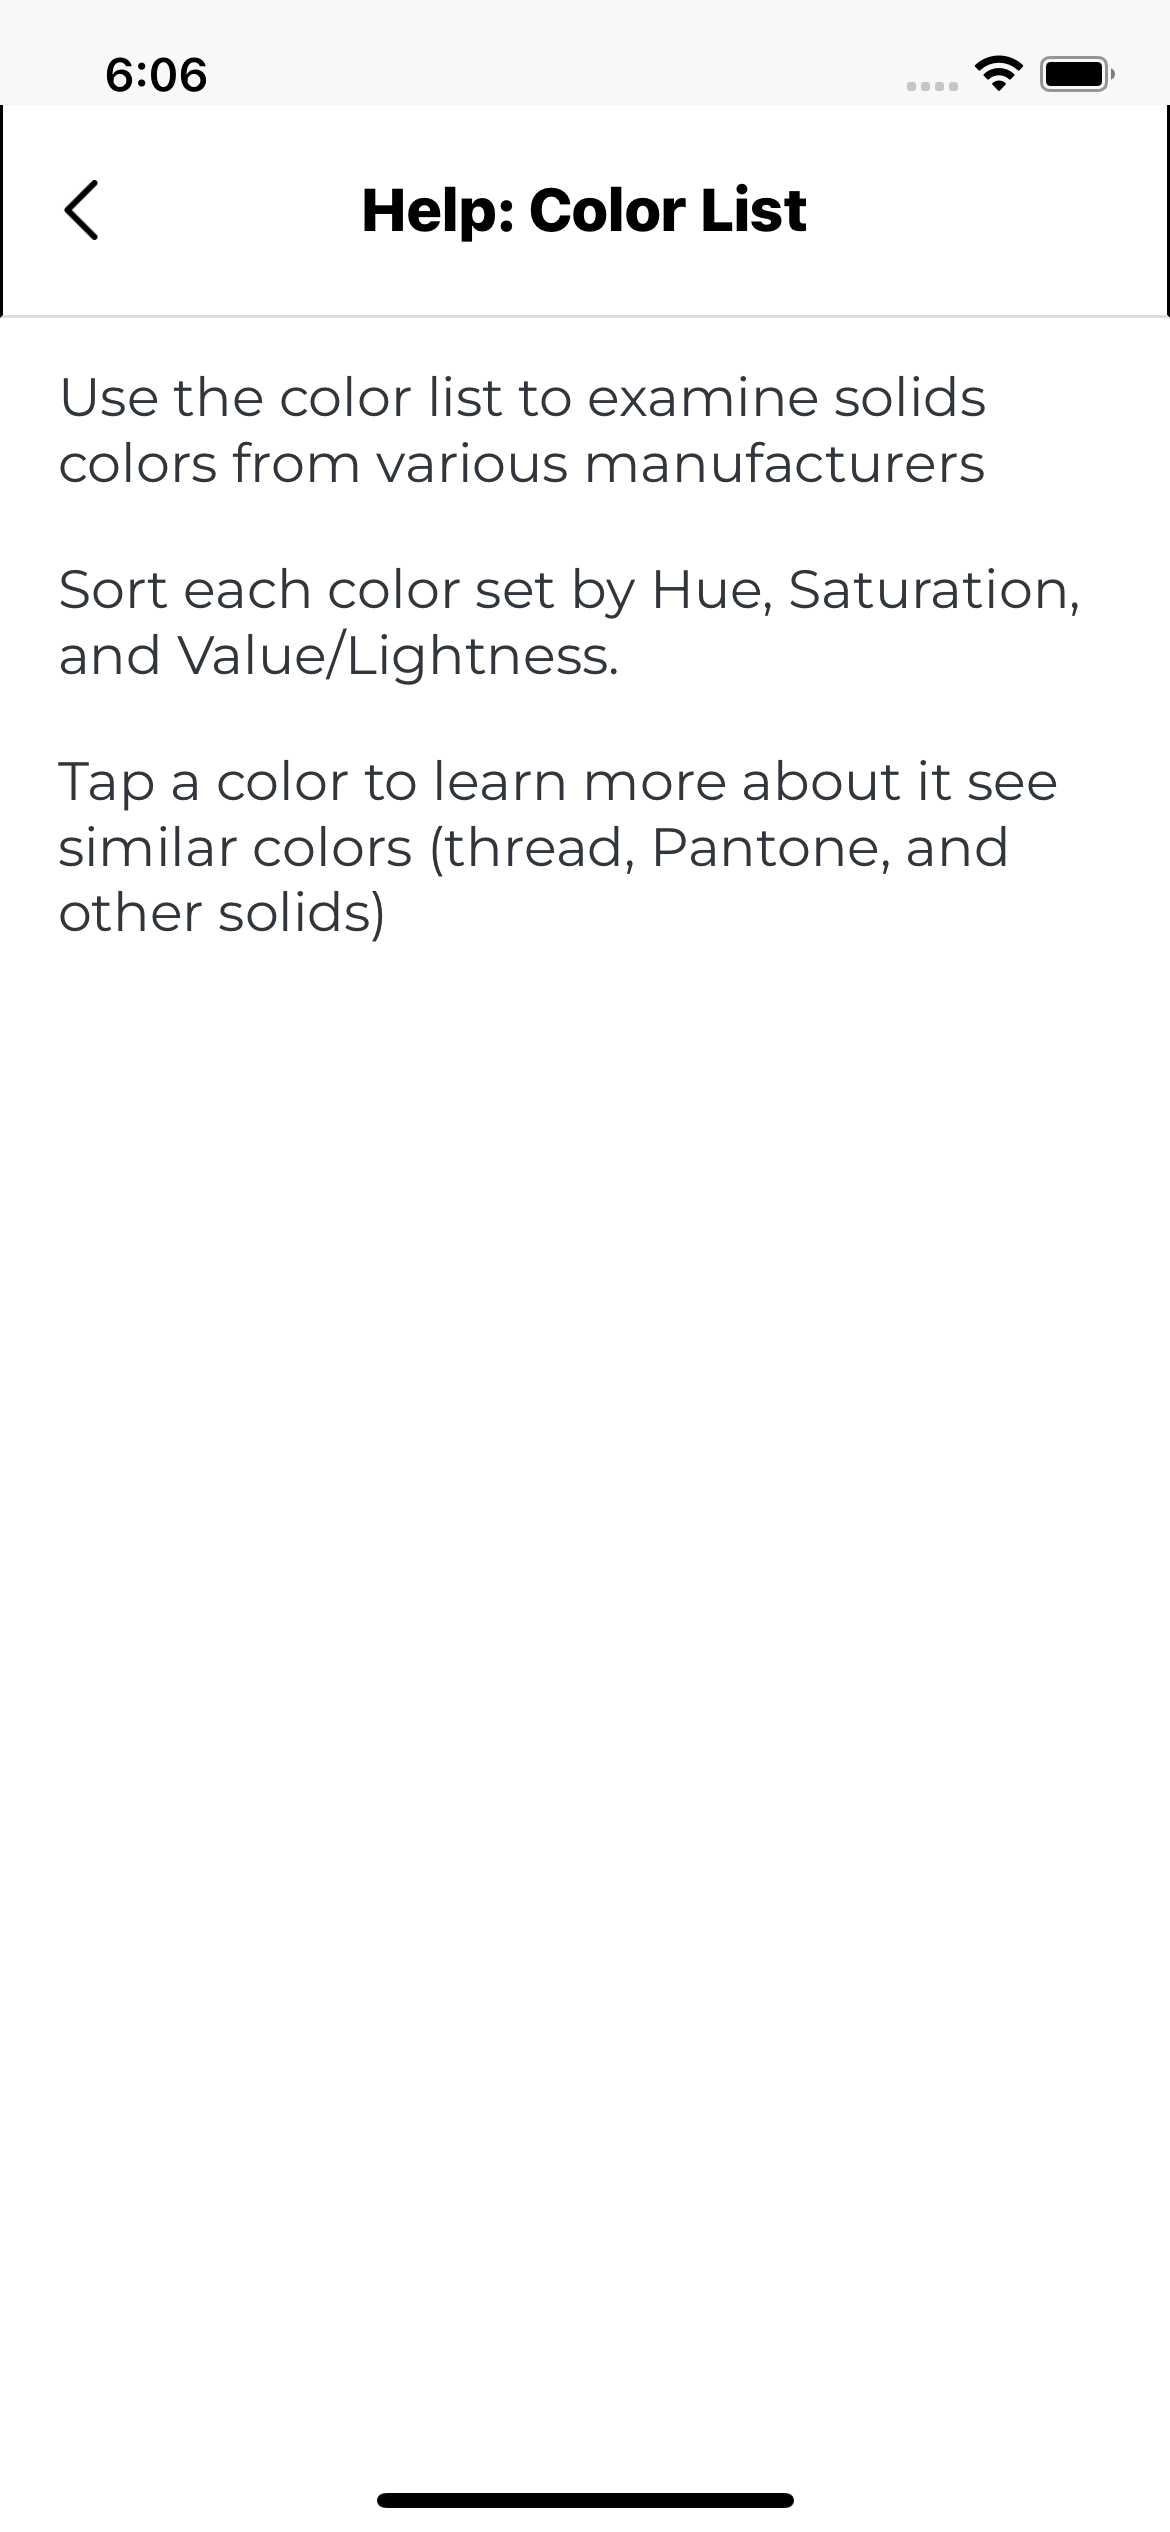 6:06
Help: Color List
Use the color list to examine solids
colors from various manufacturers
Sort each color set by Hue, Saturation,
and Value/Lightness.
Tap a color to learn more about it see
similar colors (thread, Pantone, and
other solids)